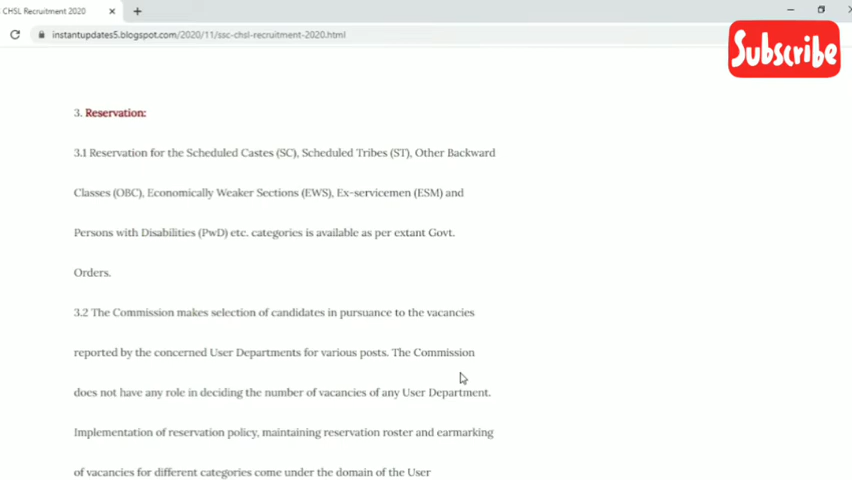 CHSL Recruitment 2020
instantupdates5.blogspot.com/2020/11/ssc-chsl-recruitment-2020.html
Subscribe
3. Reservation:
3.1 Reservation for the Scheduled Castes (SC), Scheduled Tribes (ST), Other Backward
Classes (OBC), Economically Weaker Sections (EWS), Ex-servicemen (ESM) and
Persons with Disabilities (PwD) etc. categories is available as per extant Govt.
Orders.
3.2 The Commission makes selection of candidates in pursuance to the vacancies
reported by the concerned User Departments for various posts. The Commission
does not have any role in deciding the number of vacancies of any User Department.
Implementation of reservation policy, maintaining reservation roster and earmarking
of vacancies for different categories come under the domain of the User